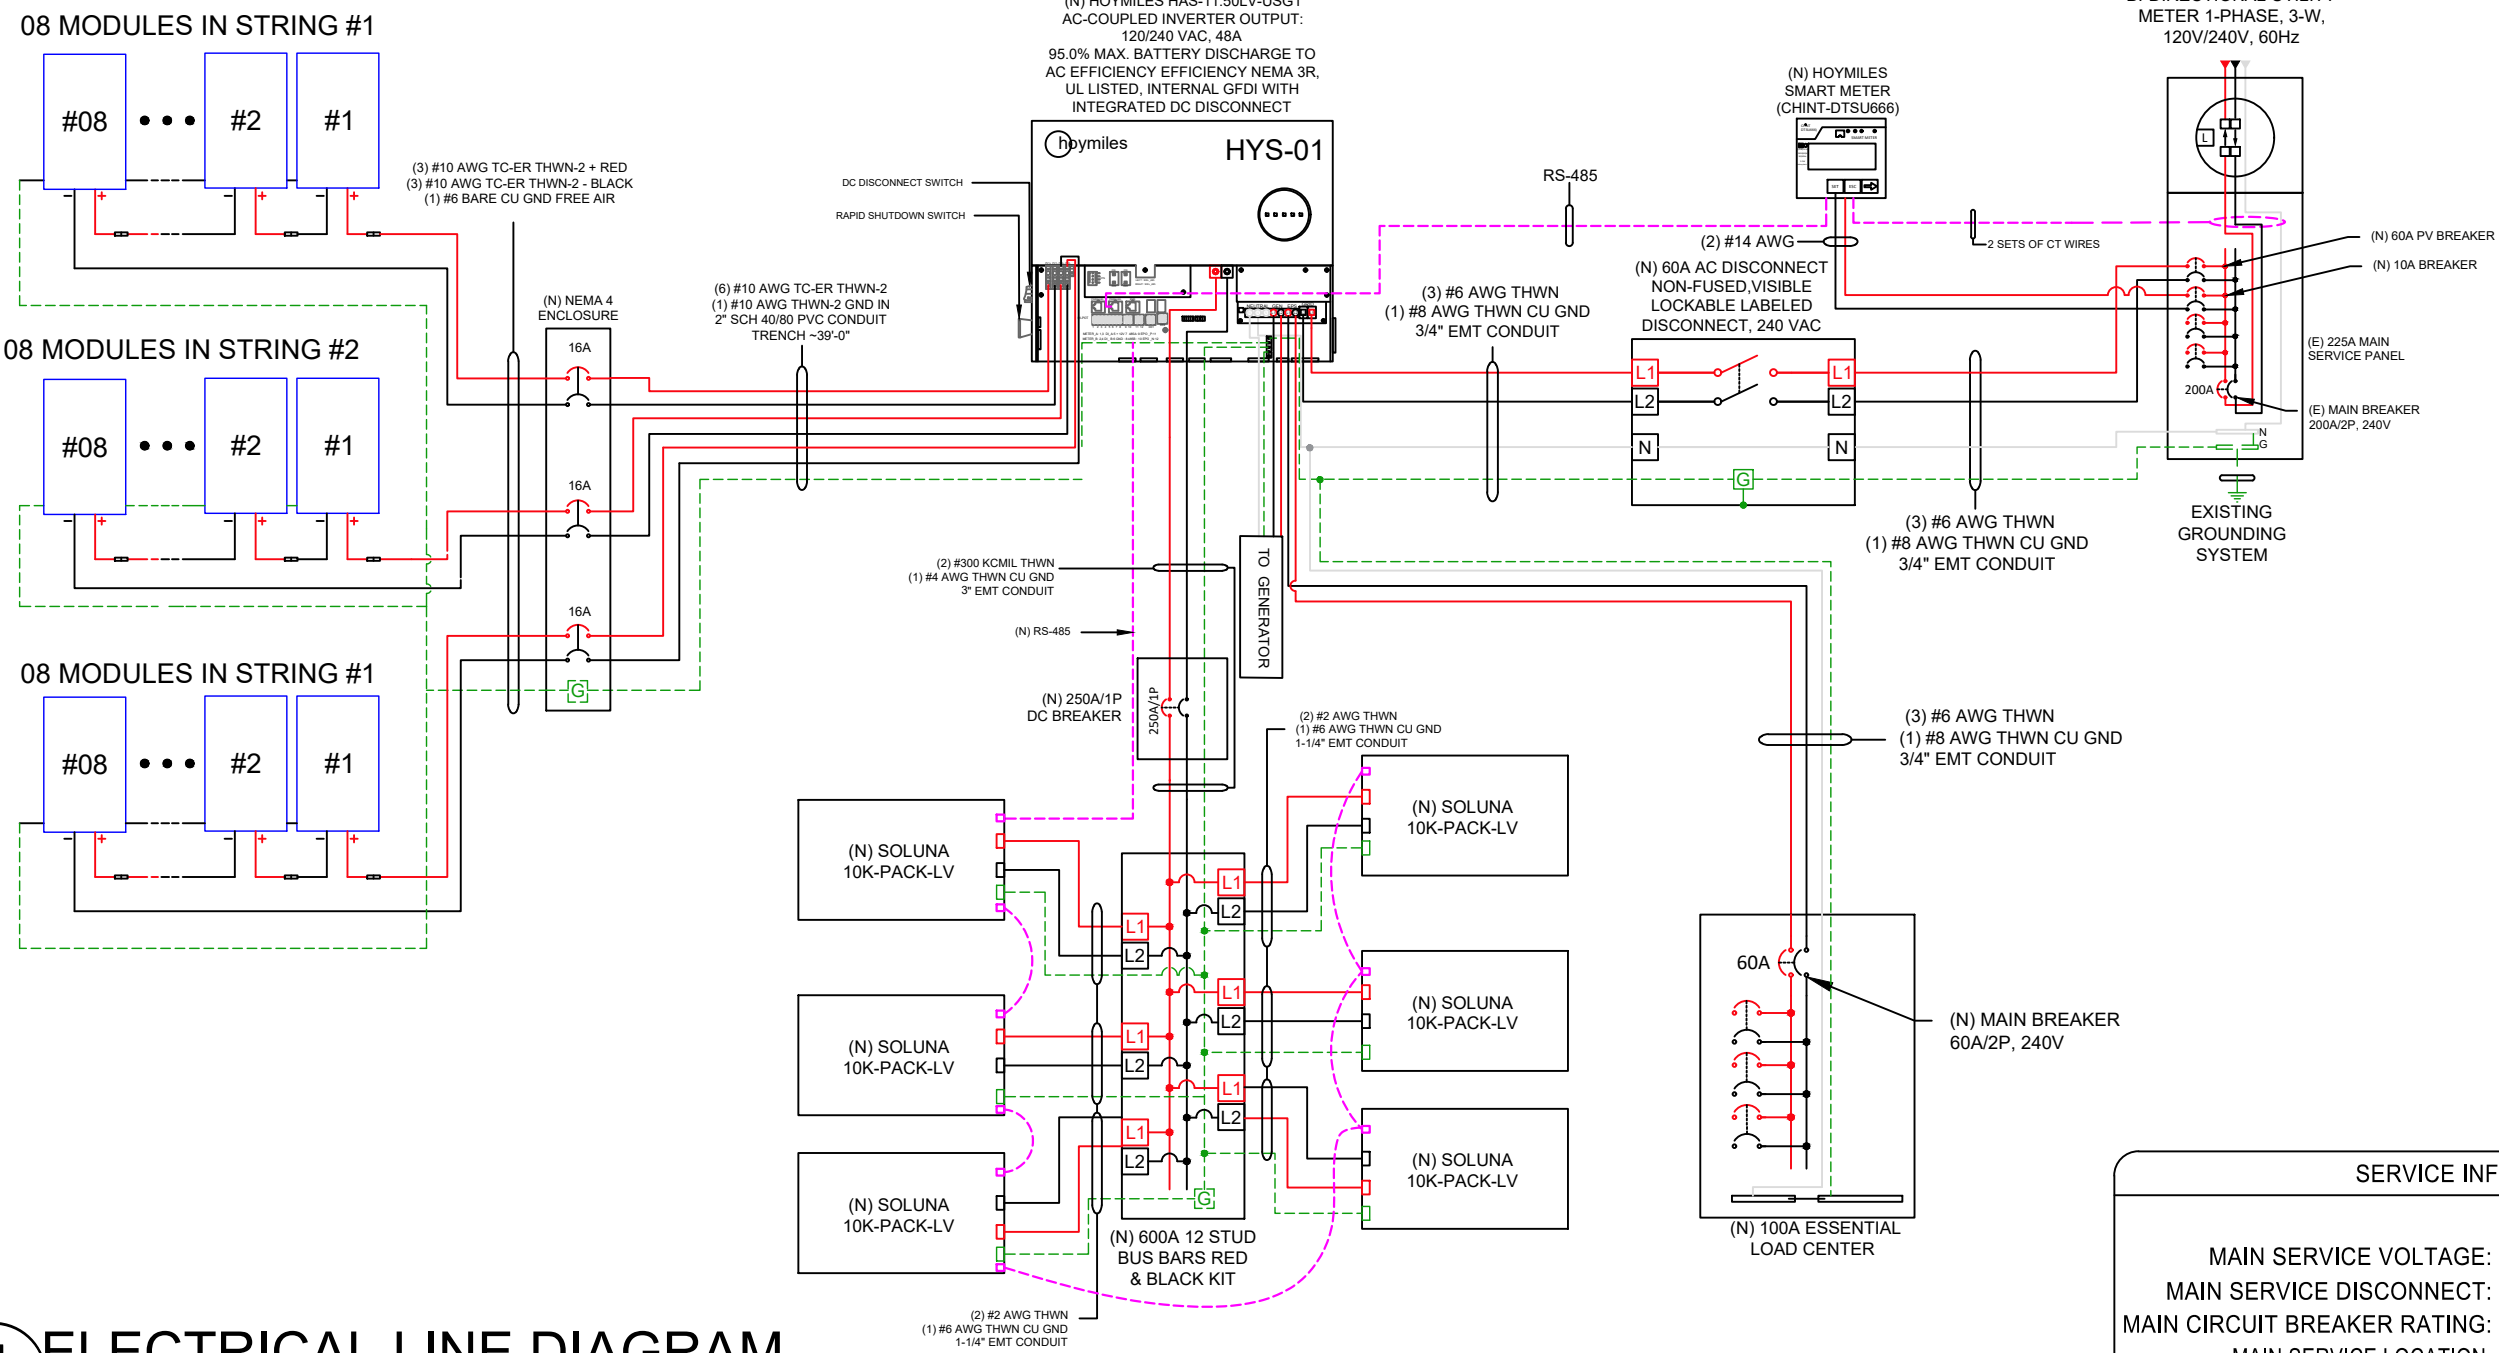 08 MODULES IN STRING #1
#08
#2
#1
(3) #10 AWG TC-ER THWN-2 + RED
(3) #10 AWG TC-ER THWN-2 - BLACK
(1) #6 BARE CU GND FREE AIR
08 MODULES IN STRING #2
#08
#2
#1
08 MODULES IN STRING #1
#08
#2
#1
(N) NEMA 4
ENCLOSURE
16A
16A
16A
G
(6) #10 AWG TC-ER THWN-2
(1) #10 AWG THWN-2 GND IN
2" SCH 40/80 PVC CONDUIT
TRENCH ~39'-0"
(N) HOYMILES HAS-11.50LV-USG1
AC-COUPLED INVERTER OUTPUT:
120/240 VAC, 48A
95.0% MAX. BATTERY DISCHARGE TO
AC EFFICIENCY EFFICIENCY NEMA 3R,
UL LISTED, INTERNAL GFDI WITH
INTEGRATED DC DISCONNECT
hoymiles
HYS-01
DC DISCONNECT SWITCH
RAPID SHUTDOWN SWITCH
NEUTRAL GEN EPS
RS-485
(N) HOYMILES
SMART METER
(CHINT-DTSU666)
SMART METER
SET
ESC
(2) #14 AWG
2 SETS OF CT WIRES
(3) #6 AWG THWN
(1) #8 AWG THWN CU GND
3/4" EMT CONDUIT
(N) 60A AC DISCONNECT
NON-FUSED,VISIBLE
LOCKABLE LABELED
DISCONNECT, 240 VAC
L1
L1
L2
L2
N
N
G
METER 1-PHASE, 3-W,
120V/240V, 60Hz
L
(N) 60A PV BREAKER
(N) 10A BREAKER
(E) 225A MAIN
SERVICE PANEL
200A
(E) MAIN BREAKER
200A/2P, 240V
N
G
EXISTING
GROUNDING
SYSTEM
(3) #6 AWG THWN
(1) #8 AWG THWN CU GND
3/4" EMT CONDUIT
(2) #300 KCMIL THWN
(1) #4 AWG THWN CU GND
3" EMT CONDUIT
TO GENERATOR
(N) RS-485
(N) 250A/1P
DC BREAKER
250A/1P
(2) #2 AWG THWN
(1) #6 AWG THWN CU GND
1-1/4" EMT CONDUIT
(3) #6 AWG THWN
(1) #8 AWG THWN CU GND
3/4" EMT CONDUIT
(N) SOLUNA
10K-PACK-LV
(N) SOLUNA
10K-PACK-LV
(N) SOLUNA
10K-PACK-LV
(N) SOLUNA
10K-PACK-LV
(N) SOLUNA
10K-PACK-LV
(N) SOLUNA
10K-PACK-LV
L1
L2
L1
L2
L1
L2
L1
L2
L1
L2
L1
L2
G
(N) 600A 12 STUD
BUS BARS RED
& BLACK KIT
(2) #2 AWG THWN
(1) #6 AWG THWN CU GND
1-1/4" EMT CONDUIT
60A
(N) MAIN BREAKER
60A/2P, 240V
(N) 100A ESSENTIAL
LOAD CENTER
SERVICE INF
MAIN SERVICE VOLTAGE:
MAIN SERVICE DISCONNECT:
MAIN CIRCUIT BREAKER RATING:
MAIN SERVICE LOCATION
ELECTRICAL LINE DIAGRAM